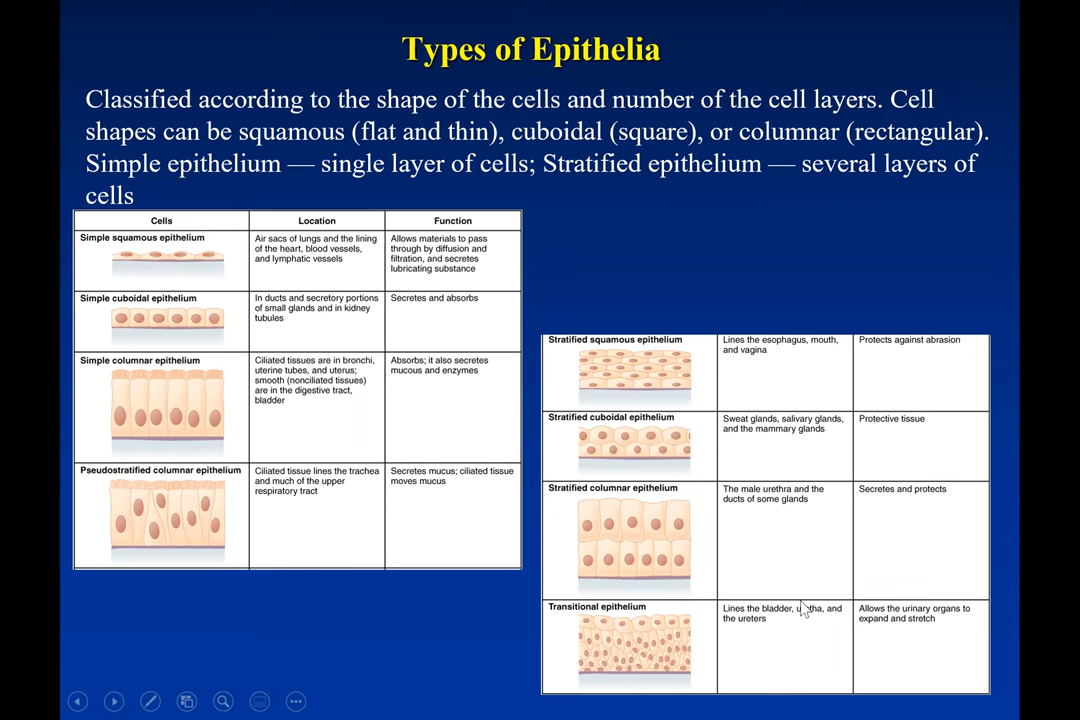 Types of Epithelia
Classified according to the shape of the cells and number of the cell layers. Cell
shapes can be squamous (flat and thin), cuboidal (square), or columnar (rectangular).
Simple epithelium — single layer of cells; Stratified epithelium — several layers of
cells
Cells Location Function
Simple squamous epithelium
Air sacs of lungs and the lining
of the heart, blood vessels,
and lymphatic vessels
Allows materials to pass
through by diffusion and
filtration, and secretes
lubricating substance
Simple cuboidal epithelium
In ducts and secretory portions
of small glands and in kidney
tubules
Secretes and absorbs
Simple columnar epithelium
Ciliated tissues are in bronchi,
uterine tubes, and uterus;
smooth (nonciliated tissues)
are in the digestive tract,
bladder
Absorbs; it also secretes
mucous and enzymes
Pseudostratified columnar epithelium
Ciliated tissue lines the trachea
and much of the upper
respiratory tract
Secretes mucus; ciliated tissue
moves mucus
Stratified squamous epithelium
Lines the esophagus, mouth,
and vagina
Protects against abrasion
Stratified cuboidal epithelium
Sweat glands, salivary glands,
and the mammary glands
Protective tissue
Stratified columnar epithelium
The male urethra and the
ducts of some glands
Secretes and protects
Transitional epithelium
Lines the bladder, and
the ureters
Allows the urinary organs to
expand and stretch